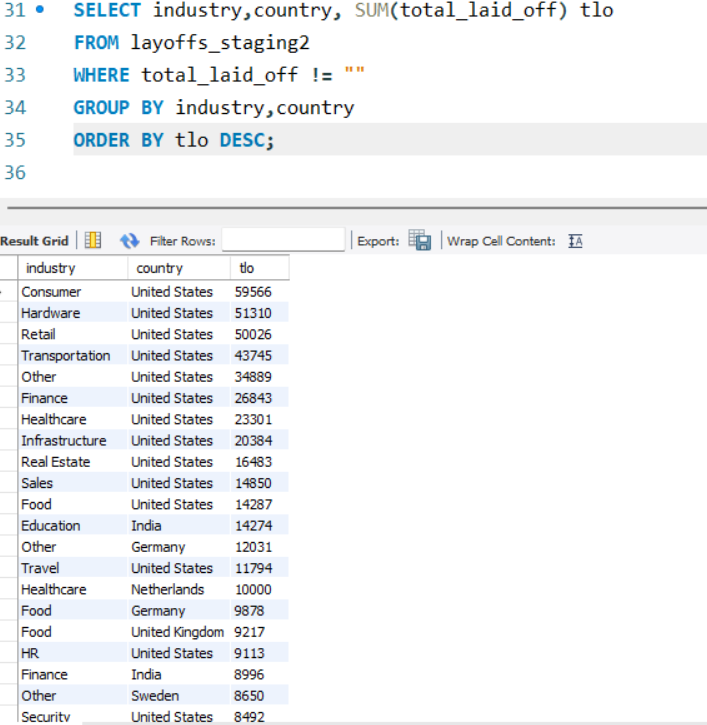 31 SELECT industry,country, SUM(total_laid_off) tlo
32 FROM layoffs_staging2
33 WHERE total_laid_off != ""
34 GROUP BY industry,country
35 ORDER BY tlo DESC;
36
Result Grid Filter Rows: Export: Wrap Cell Content: IA
industry country tlo
Consumer United States 59566
Hardware United States 51310
Retail United States 50026
Transportation United States 43745
Other United States 34889
Finance United States 26843
Healthcare United States 23301
Infrastructure United States 20384
Real Estate United States 16483
Sales United States 14850
Food United States 14287
Education India 14274
Other Germany 12031
Travel United States 11794
Healthcare Netherlands 10000
Food Germany 9878
Food United Kingdom 9217
HR United States 9113
Finance India 8996
Other Sweden 8650
Security United States 8492